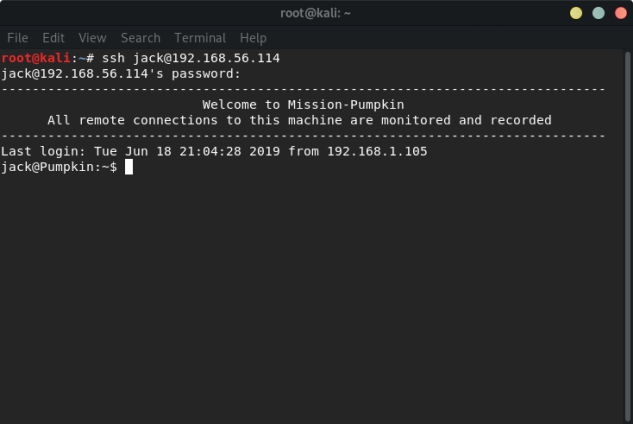 root@kali: ~
File Edit View Search Terminal Help
root@kali:~# ssh jack@192.168.56.114
jack@192.168.56.114's password:
------------------------------------------------------------------------------
                          Welcome to Mission-Pumpkin
      All remote connections to this machine are monitored and recorded
------------------------------------------------------------------------------
Last login: Tue Jun 18 21:04:28 2019 from 192.168.1.105
jack@Pumpkin:~$